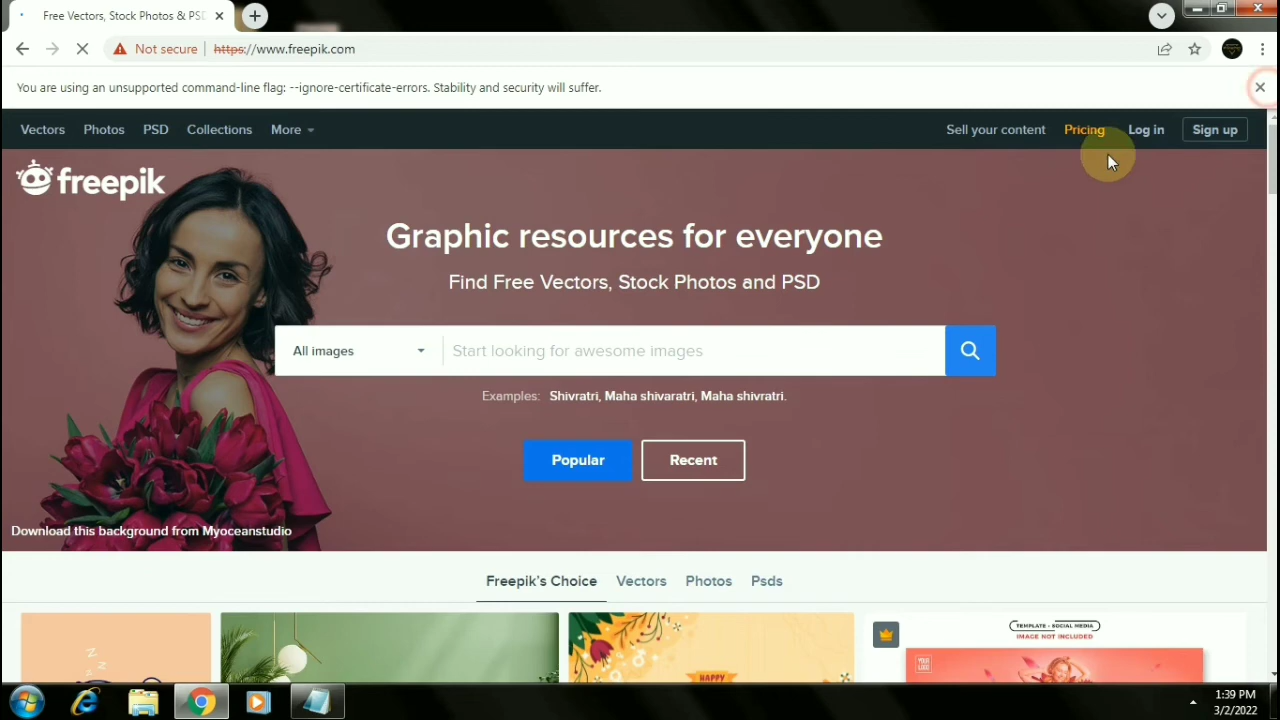 Free Vectors, Stock Photos & PSD
Not secure
https://www.freepik.com
You are using an unsupported command-line flag: --ignore-certificate-errors. Stability and security will suffer.
Vectors Photos PSD Collections More Sell your content Pricing Log in Sign up
freepik
Graphic resources for everyone
Find Free Vectors, Stock Photos and PSD
All images Start looking for awesome images
Examples: Shivratri, Maha shivaratri, Maha shivratri.
Popular Recent
Download this background from Myoceanstudio
Freepik's Choice Vectors Photos Psds
TEMPLATE - SOCIAL MEDIA
IMAGE NOT INCLUDED
YOUR
LOGO
z
z
z
HAPPY
1:39 PM
3/2/2022